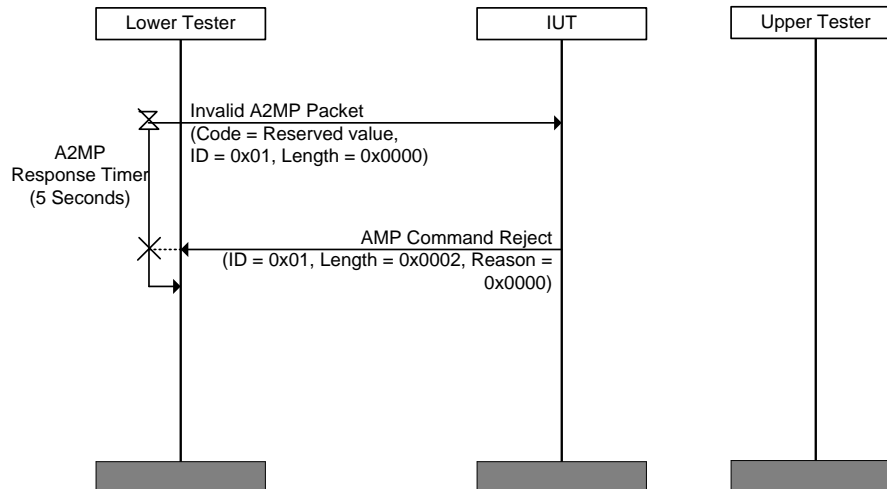 Lower Tester
IUT
Upper Tester
Invalid A2MP Packet
(Code = Reserved value,
ID = 0x01, Length = 0x0000)
A2MP
Response Timer
(5 Seconds)
AMP Command Reject
(ID = 0x01, Length = 0x0002, Reason =
0x0000)